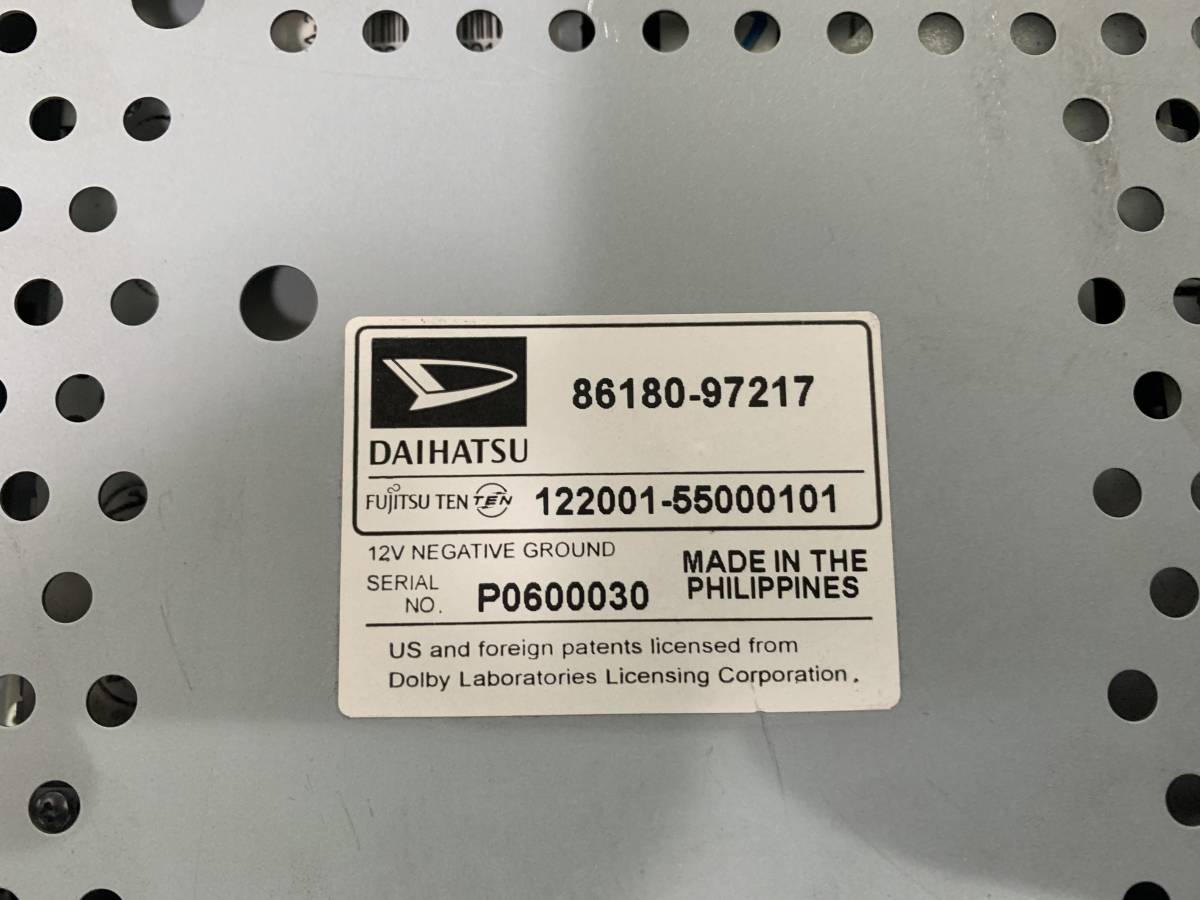 86180-97217
DAIHATSU
FUJITSU TEN TEN 122001-55000101
12V NEGATIVE GROUND
MADE IN THE
PHILIPPINES
SERIAL
NO. P0600030
US and foreign patents licensed from
Dolby Laboratories Licensing Corporation.